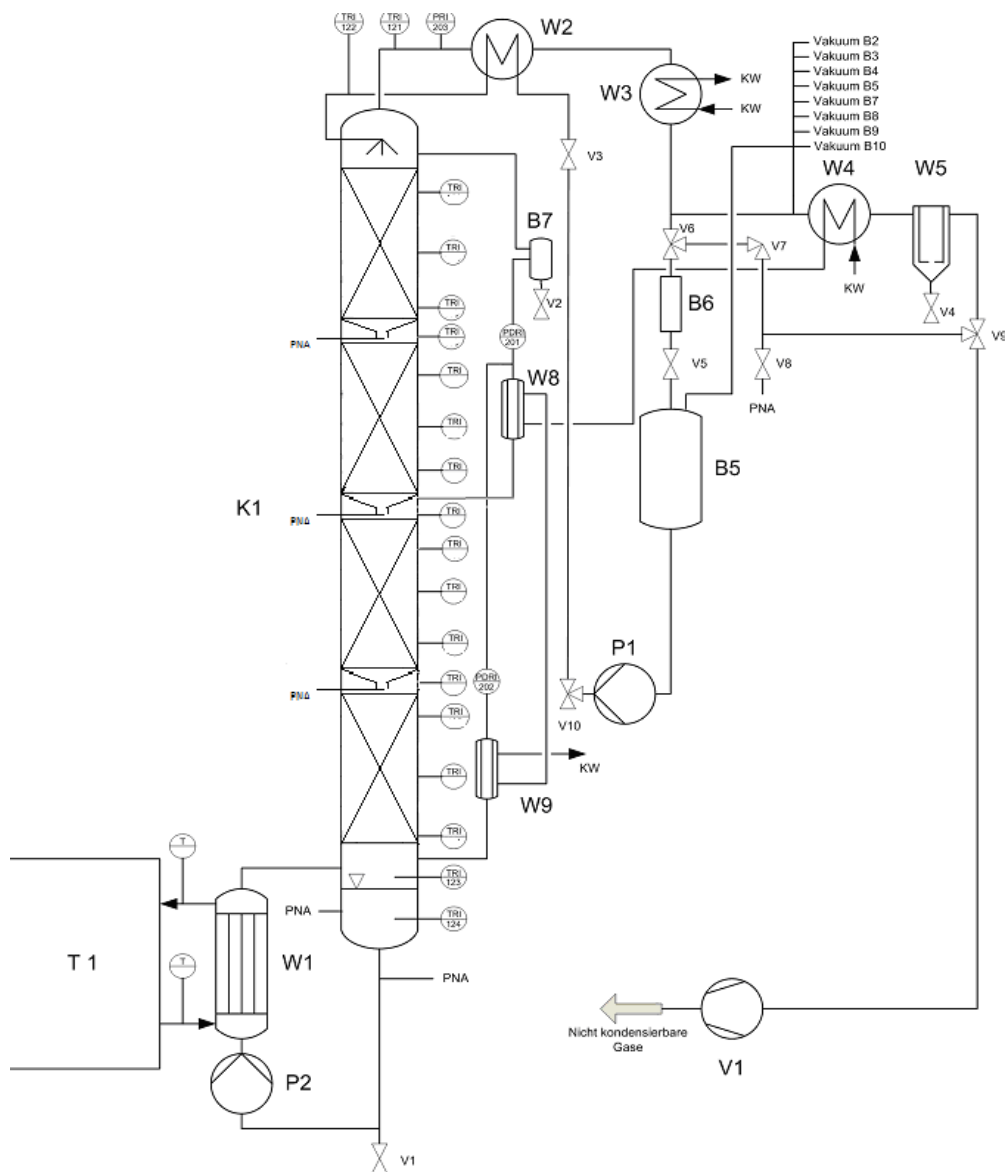 TRI
122
TRI
121
PRI
203
W2
Vakuum B2
Vakuum B3
Vakuum B4
Vakuum B5
Vakuum B7
Vakuum B8
Vakuum B9
Vakuum B10
W3
KW
KW
V3
W4
W5
TRI
B7
V6
V7
TRI
V2
KW
B6
V4
TRI
PNA
TRI
PDRI
201
V9
V5
V8
TRI
W8
PNA
TRI
B5
TRI
K1
PNA
TRI
TRI
TRI
TRI
P1
PNA
TRI
PDRI
202
TRI
V10
KW
TRI
W9
TRI
T
TRI
123
PNA
TRI
124
T 1
W1
T
PNA
Nicht kondensierbare
Gase
V1
P2
V1